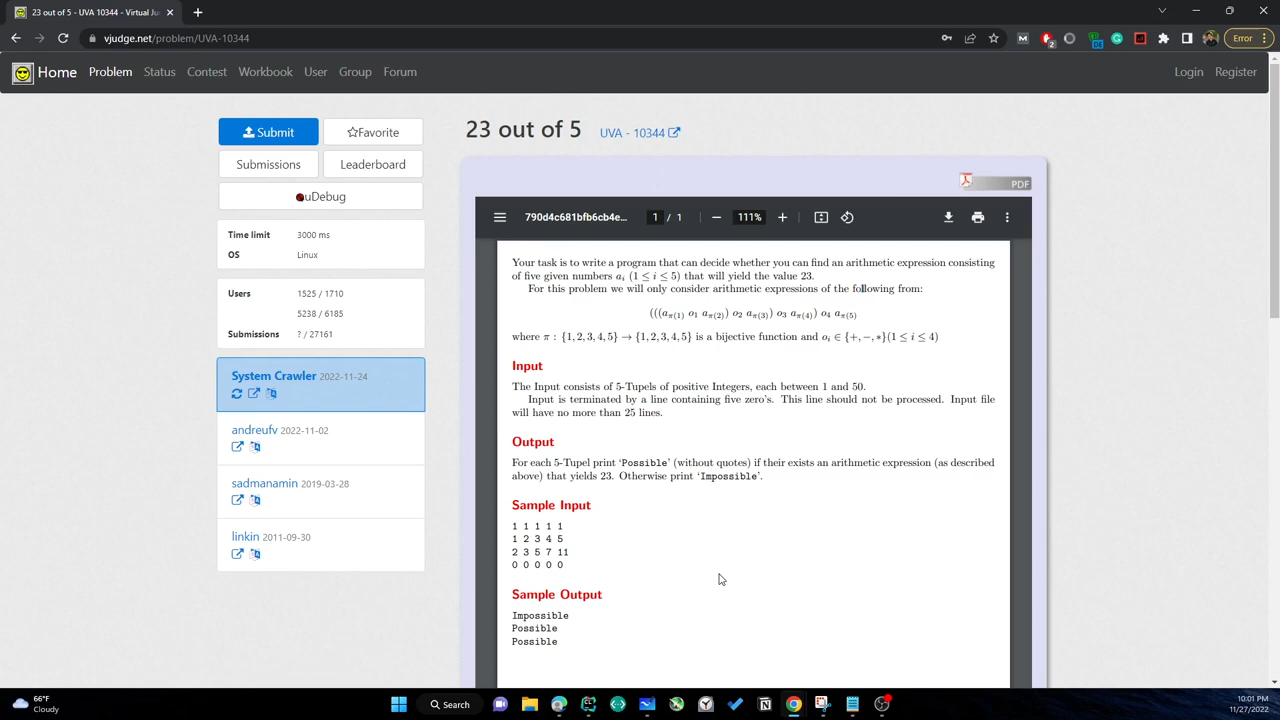 23 out of 5 - UVA 10344 - Virtual Ju
vjudge.net/problem/UVA-10344
Error
Home Problem Status Contest Workbook User Group Forum Login Register
Submit
Favorite
Submissions
Leaderboard
uDebug
Time limit 3000 ms
OS Linux
Users 1525 / 1710
5238 / 6185
Submissions ? / 27161
System Crawler 2022-11-24
andreufv 2022-11-02
sadmanamin 2019-03-28
linkin 2011-09-30
23 out of 5 UVA - 10344
PDF
790d4c681bfb6cb4e... 1 / 1 111%
Your task is to write a program that can decide whether you can find an arithmetic expression consisting
of five given numbers aᵢ (1 ≤ i ≤ 5) that will yield the value 23.
For this problem we will only consider arithmetic expressions of the following from:
(((a_π(1) o₁ a_π(2)) o₂ a_π(3)) o₃ a_π(4)) o₄ a_π(5)
where π : {1, 2, 3, 4, 5} → {1, 2, 3, 4, 5} is a bijective function and oᵢ ∈ {+, −, *}(1 ≤ i ≤ 4)
Input
The Input consists of 5-Tupels of positive Integers, each between 1 and 50.
Input is terminated by a line containing five zero's. This line should not be processed. Input file
will have no more than 25 lines.
Output
For each 5-Tupel print ‘Possible’ (without quotes) if their exists an arithmetic expression (as described
above) that yields 23. Otherwise print ‘Impossible’.
Sample Input
1 1 1 1 1
1 2 3 4 5
2 3 5 7 11
0 0 0 0 0
Sample Output
Impossible
Possible
Possible
66°F
Cloudy
Search
10:01 PM
11/27/2022